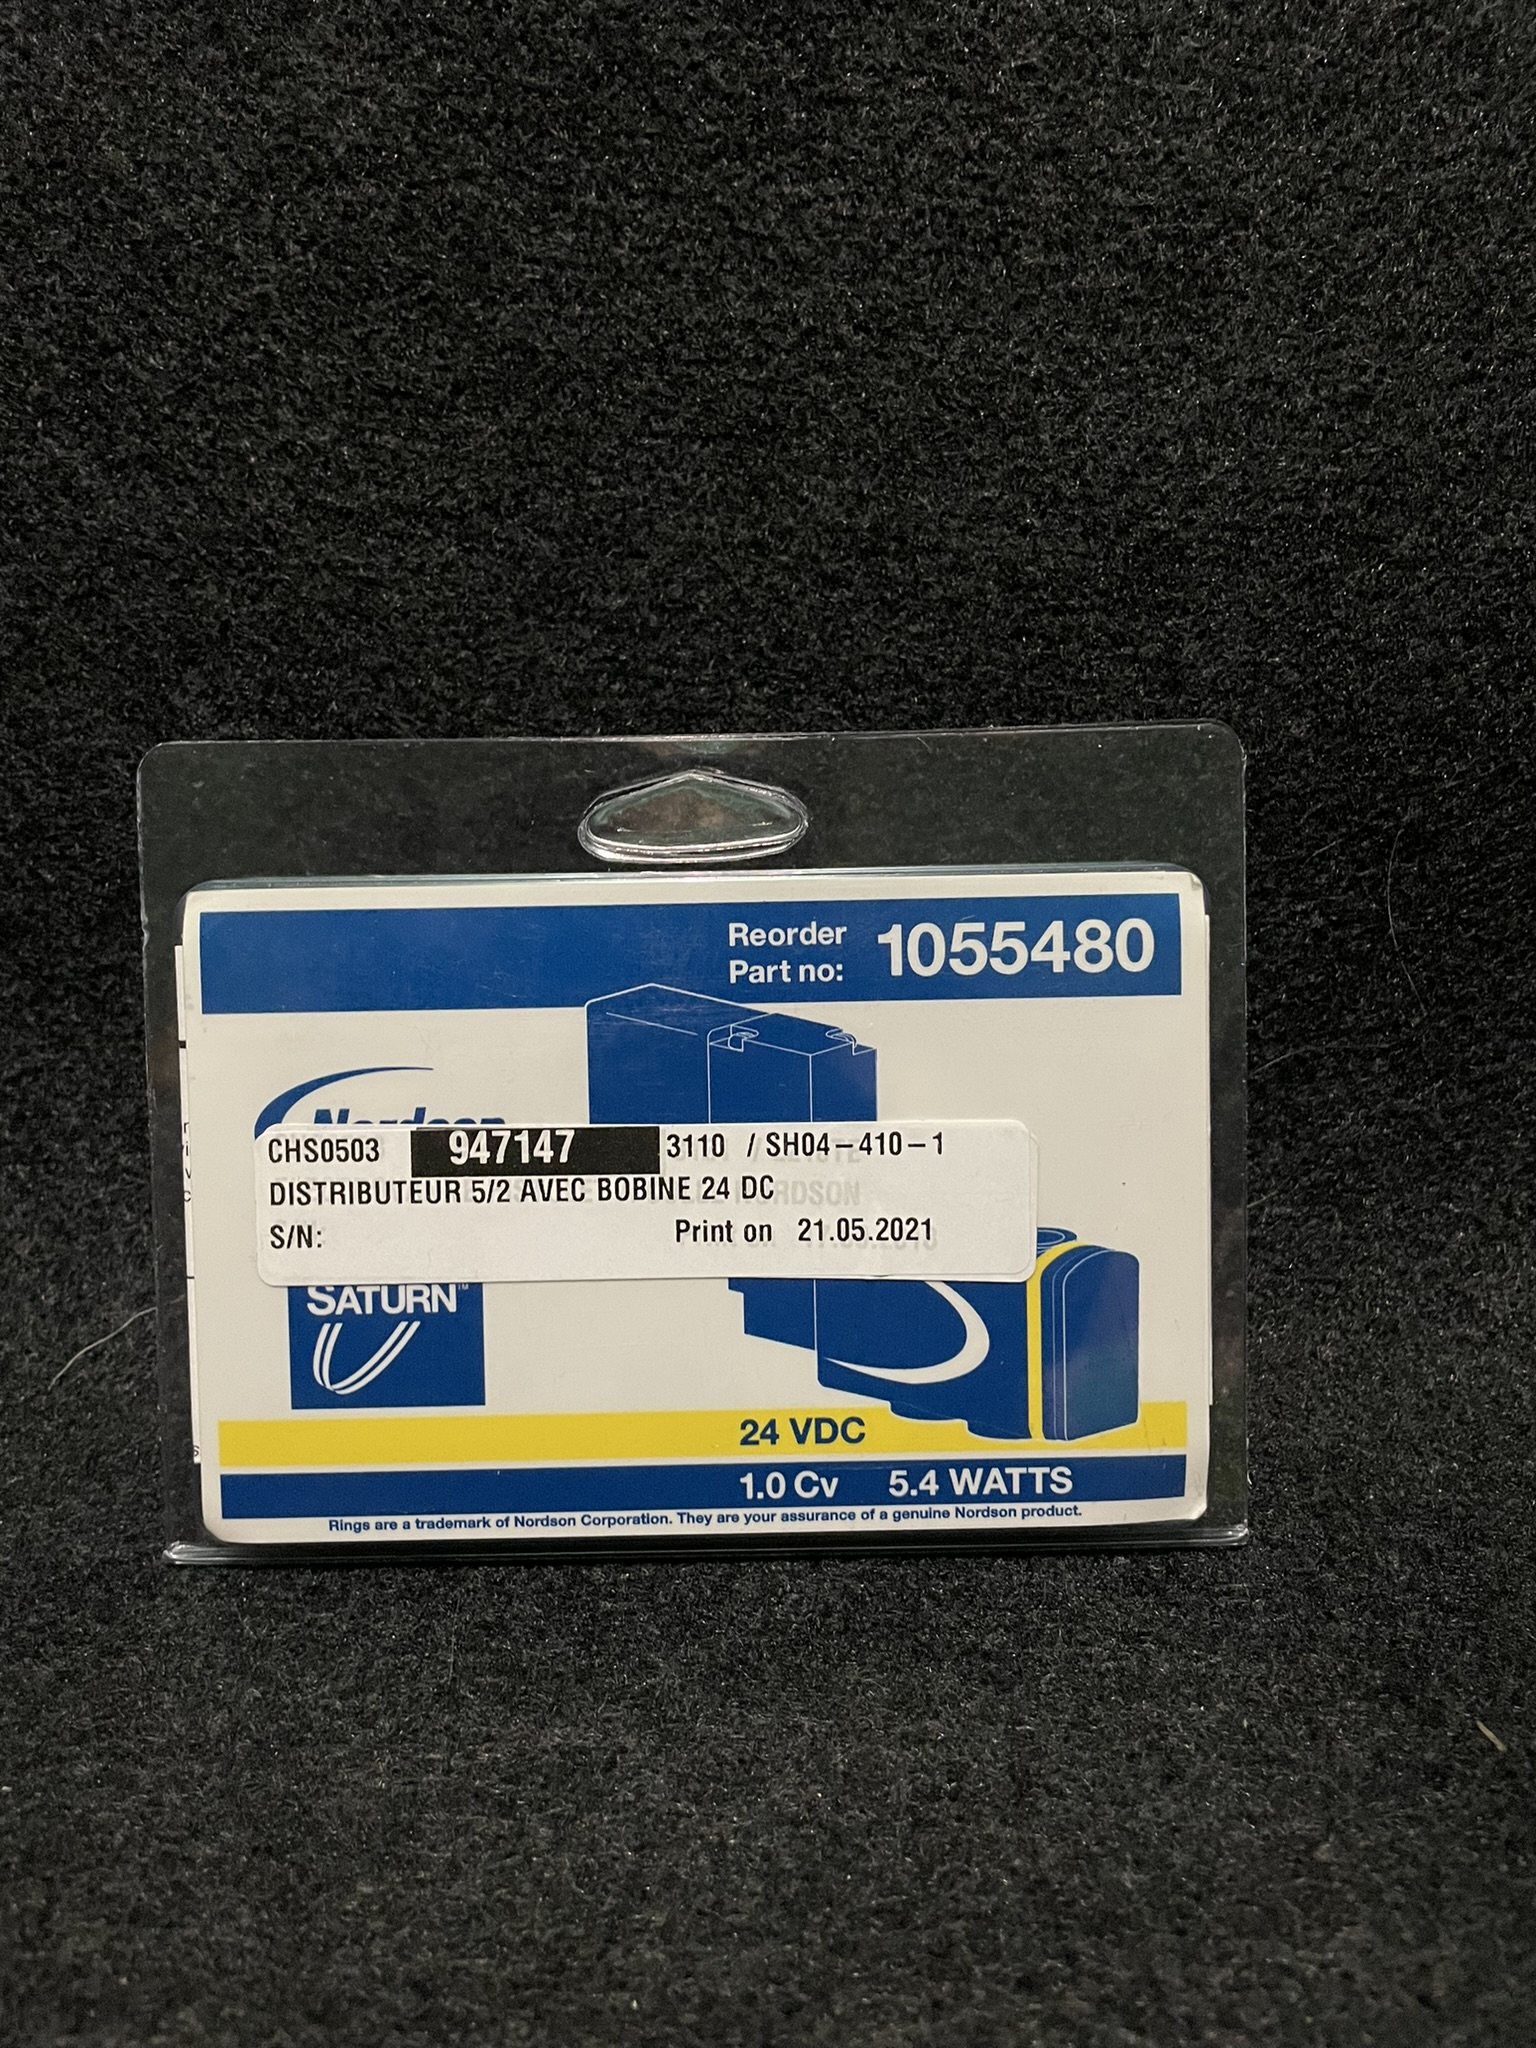 Reorder
Part no: 1055480
Nordson
CHS0503 947147 3110 / SH04-410-1
DISTRIBUTEUR 5/2 AVEC BOBINE 24 DC
S/N: Print on 21.05.2021
SATURN™
24 VDC
1.0 Cv 5.4 WATTS
Rings are a trademark of Nordson Corporation. They are your assurance of a genuine Nordson product.